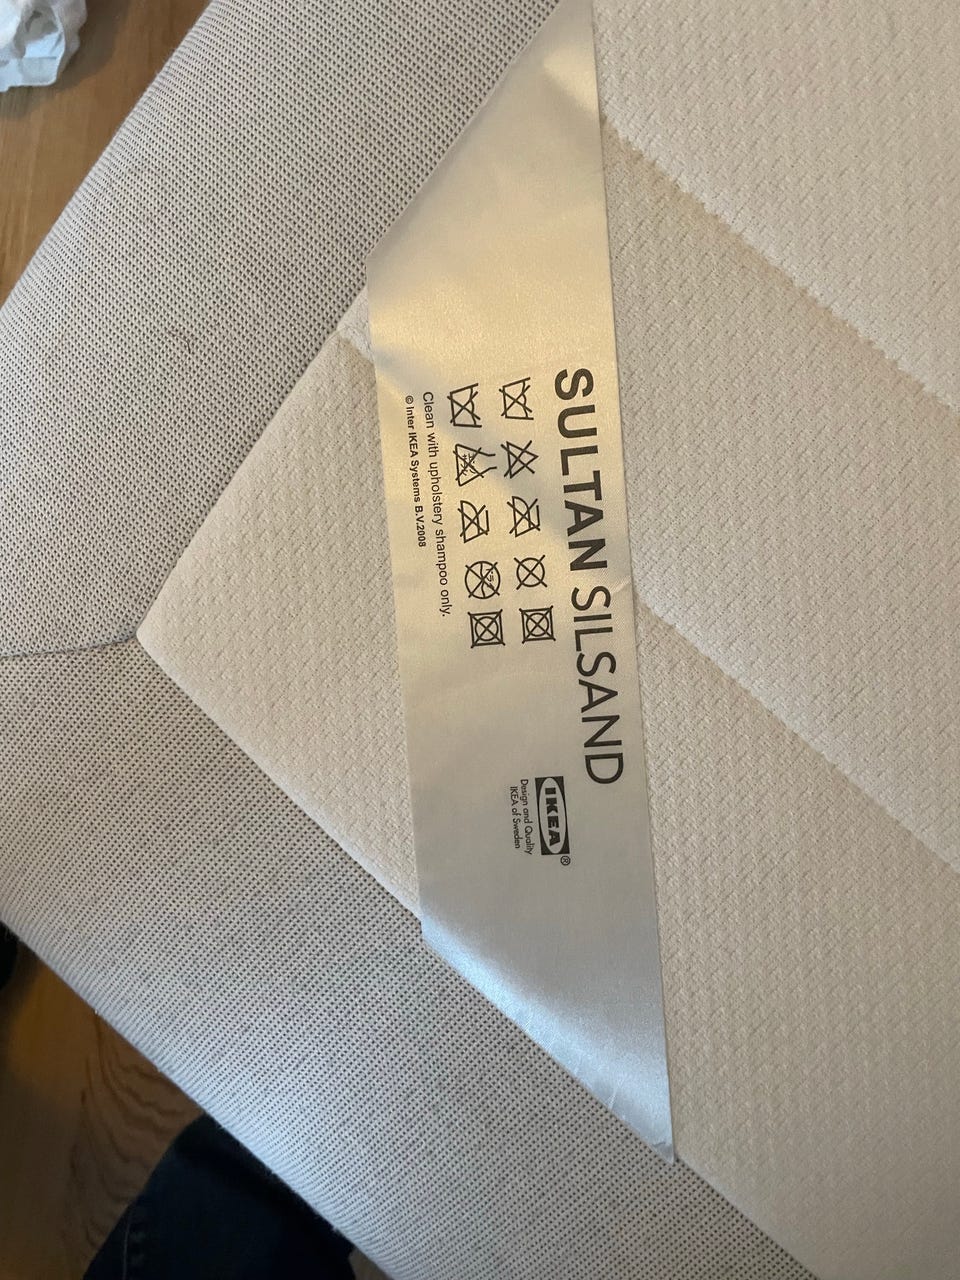 SULTAN SILSAND
Clean with upholstery shampoo only.
© Inter IKEA Systems B.V.2008
IKEA®
Design and Quality
IKEA of Sweden